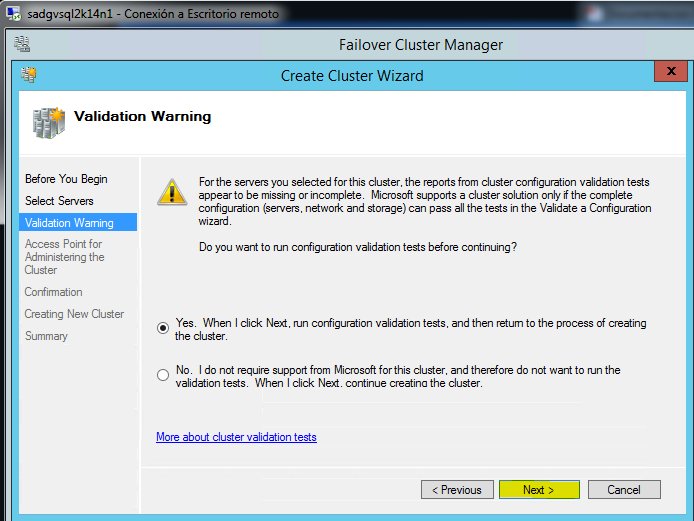 sadgvsql2k14n1 - Conexión a Escritorio remoto
Failover Cluster Manager
Create Cluster Wizard
x
Validation Warning
Before You Begin
Select Servers
Validation Warning
Access Point for
Administering the
Cluster
Confirmation
Creating New Cluster
Summary
For the servers you selected for this cluster, the reports from cluster configuration validation tests
appear to be missing or incomplete.  Microsoft supports a cluster solution only if the complete
configuration (servers, network and storage) can pass all the tests in the Validate a Configuration
wizard.
Do you want to run configuration validation tests before continuing?
Yes.  When I click Next, run configuration validation tests, and then return to the process of creating
the cluster.
No.  I do not require support from Microsoft for this cluster, and therefore do not want to run the
validation tests.  When I click Next, continue creating the cluster.
More about cluster validation tests
< Previous
Next >
Cancel